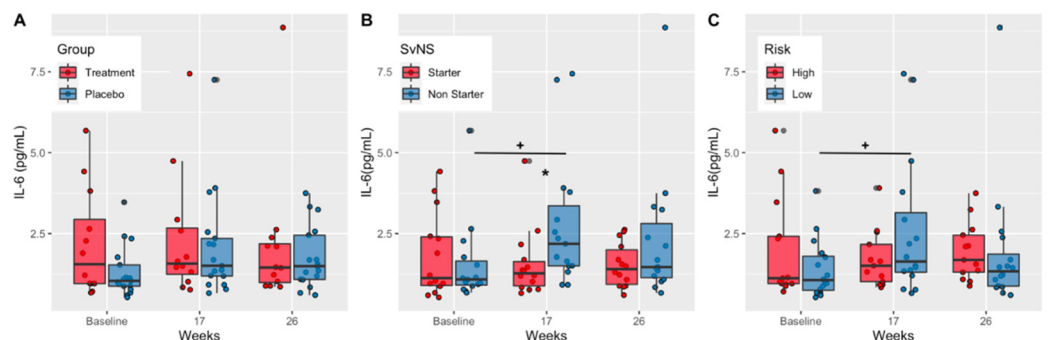 A
Group
Treatment
Placebo
IL-6 (pg/mL)
7.5
5.0
2.5
Baseline
17
26
Weeks
B
SvNS
Starter
Non Starter
IL-6(pg/mL)
7.5
5.0
2.5
+
*
Baseline
17
26
Weeks
C
Risk
High
Low
IL-6(pg/mL)
7.5
5.0
2.5
+
Baseline
17
26
Weeks